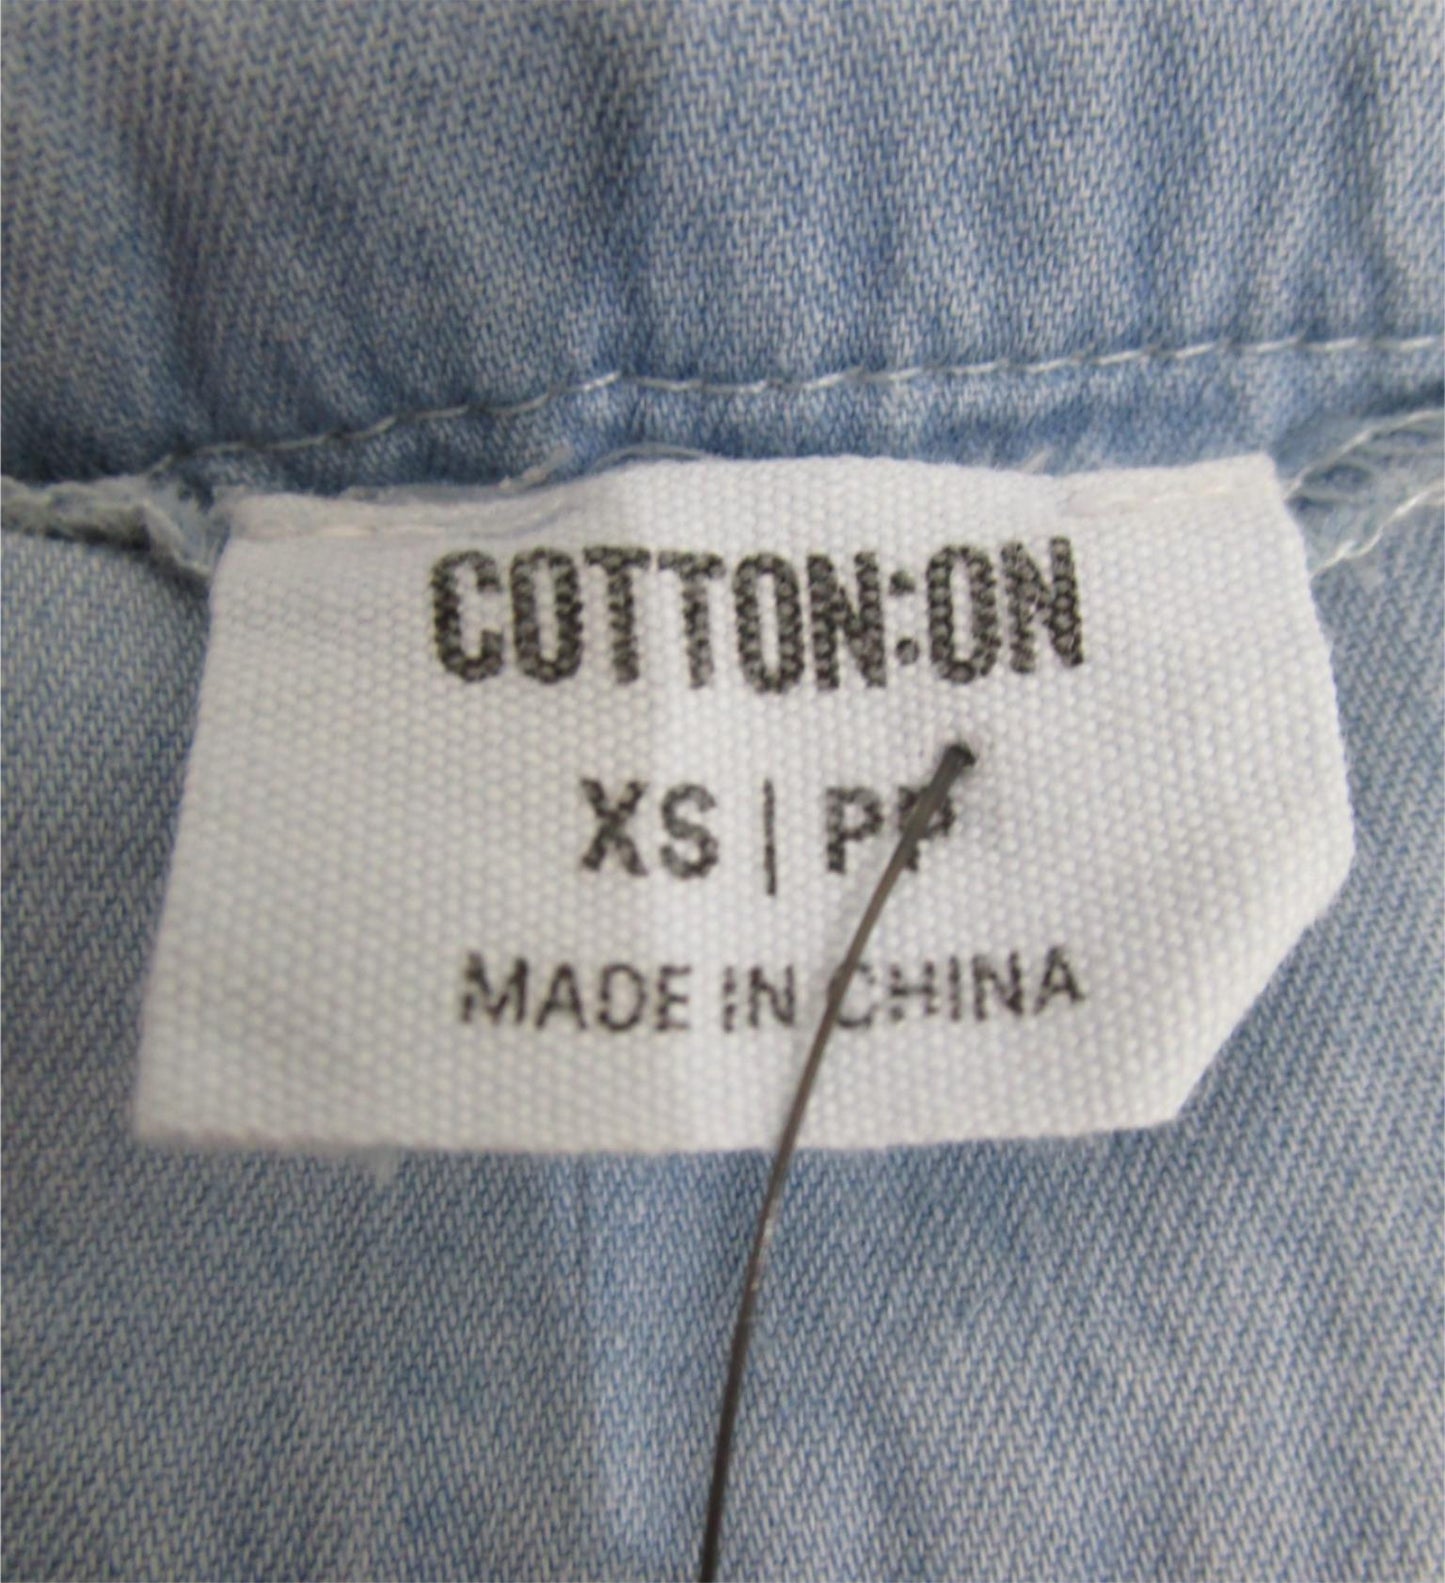 COTTON:ON
XS | PP
MADE IN CHINA